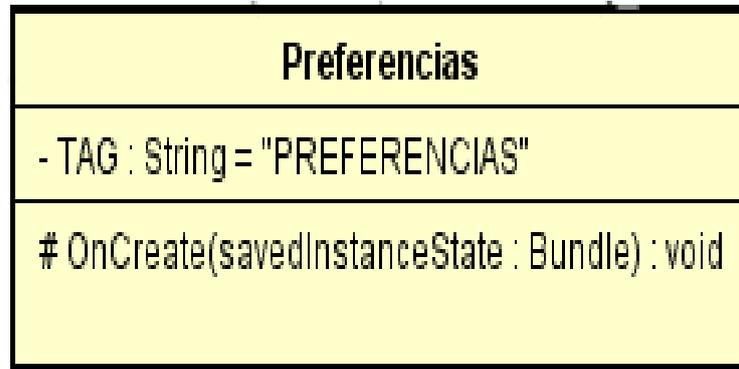 Preferencias
- TAG : String = "PREFERENCIAS"
# OnCreate(savedInstanceState : Bundle) : void